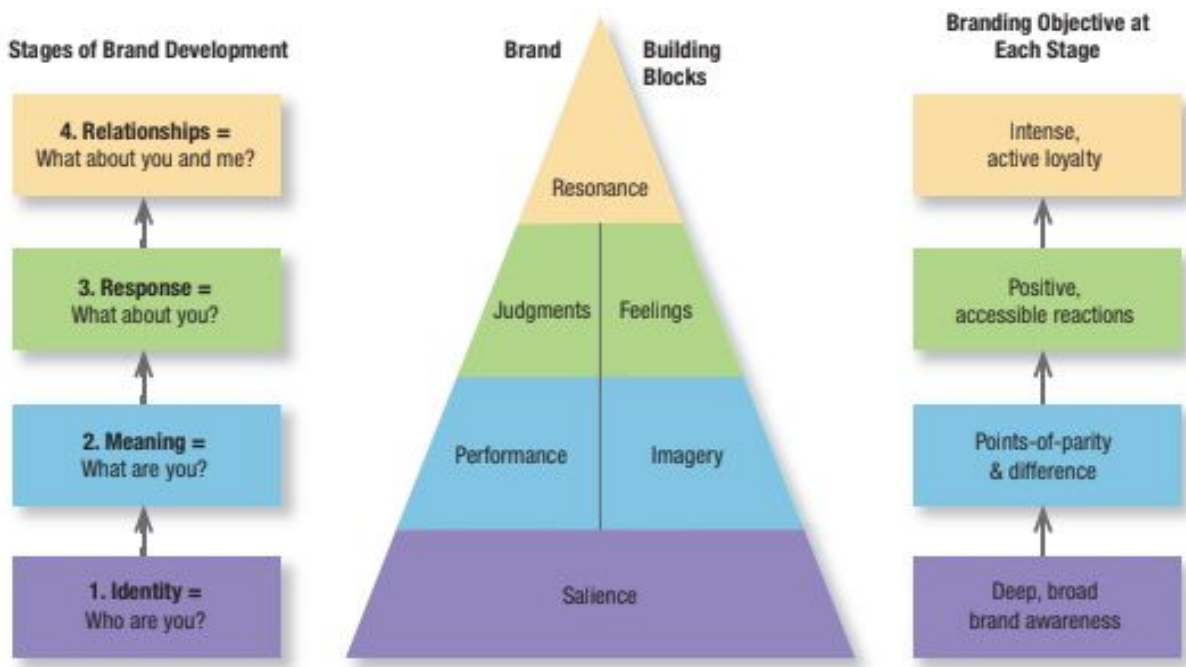 Stages of Brand Development
4. Relationships =
What about you and me?
3. Response =
What about you?
2. Meaning =
What are you?
1. Identity =
Who are you?
Brand
Building
Blocks
Resonance
Judgments
Feelings
Performance
Imagery
Salience
Branding Objective at
Each Stage
Intense,
active loyalty
Positive,
accessible reactions
Points-of-parity
& difference
Deep, broad
brand awareness